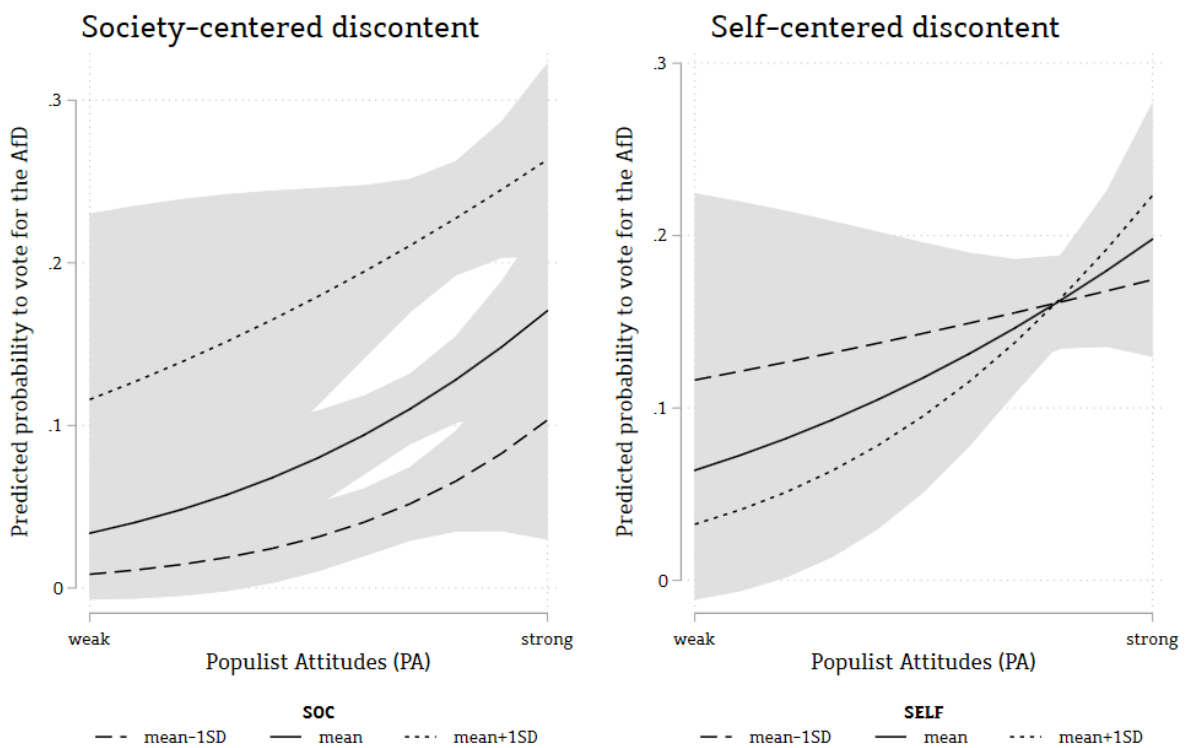 Society-centered discontent
Predicted probability to vote for the AfD
.3
.2
.1
0
weak
strong
Populist Attitudes (PA)
SOC
mean-1SD mean mean+1SD
Self-centered discontent
Predicted probability to vote for the AfD
.3
.2
.1
0
weak
strong
Populist Attitudes (PA)
SELF
mean-1SD mean mean+1SD